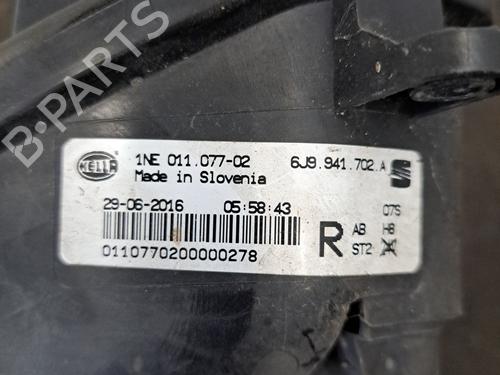 HELLA
1NE 011.077-02 6J9.941.702.A
Made in Slovenia
29-06-2016 05:58:43 07S
R AB H8
ST2
0110770200000278
B-PARTS